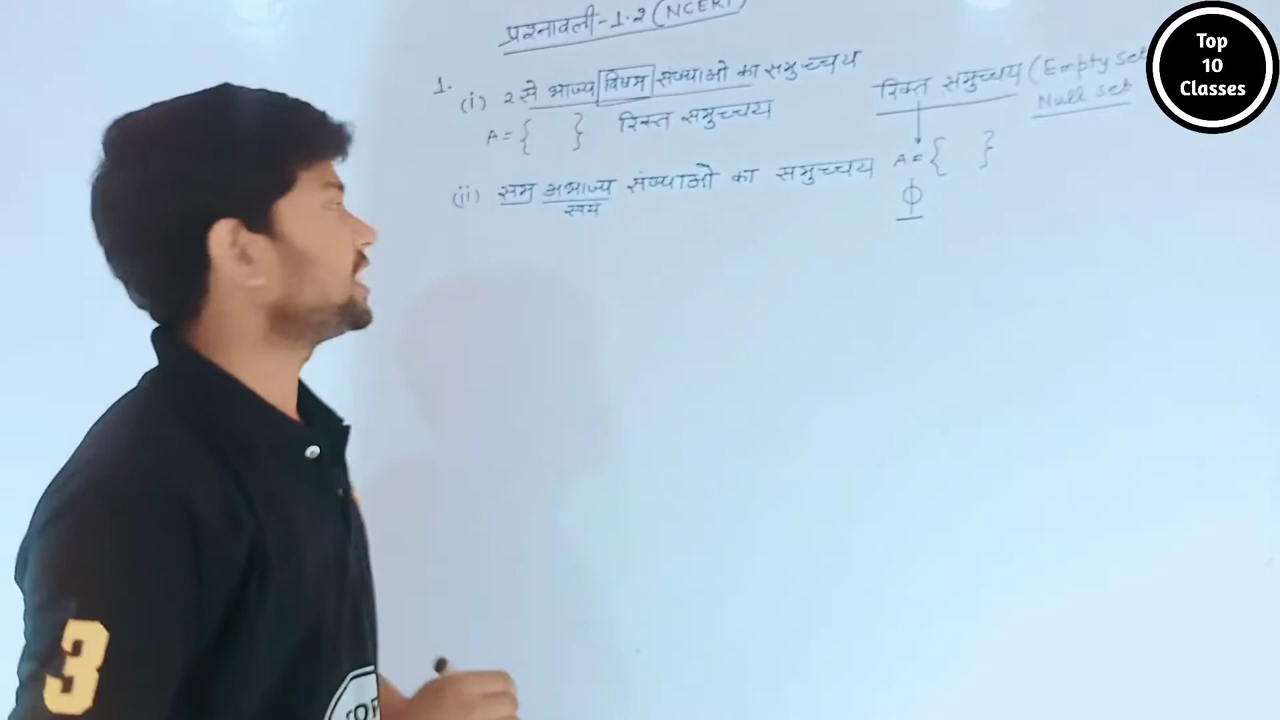 प्रश्नावली-1.2 (NCERT)
1.
(i) 2 से भाज्य विषम संख्याओं का समुच्चय
A = { } रिक्त समुच्चय
(ii) सम अभाज्य संख्याओं का समुच्चय
स्वयं
रिक्त समुच्चय (Empty Set
Null Set
A = { }
Φ
Top
10
Classes
3
TOP